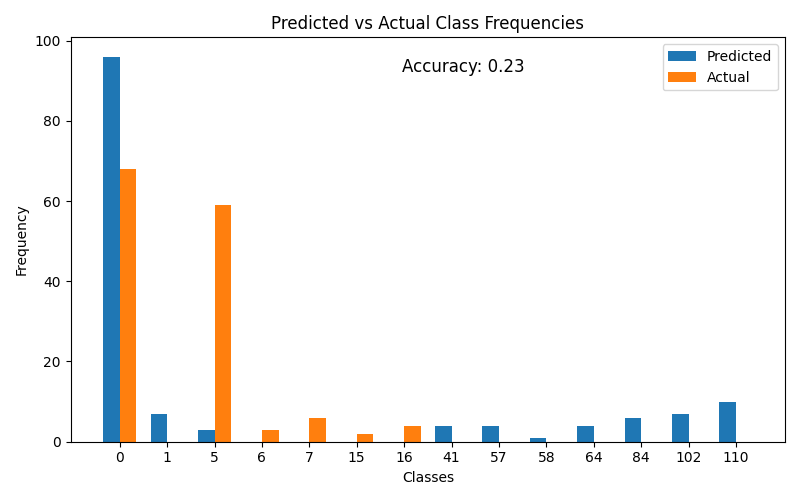 Predicted vs Actual Class Frequencies
100
80
60
40
20
0
Frequency
Accuracy: 0.23
Predicted
Actual
0 1 5 6 7 15 16 41 57 58 64 84 102 110
Classes